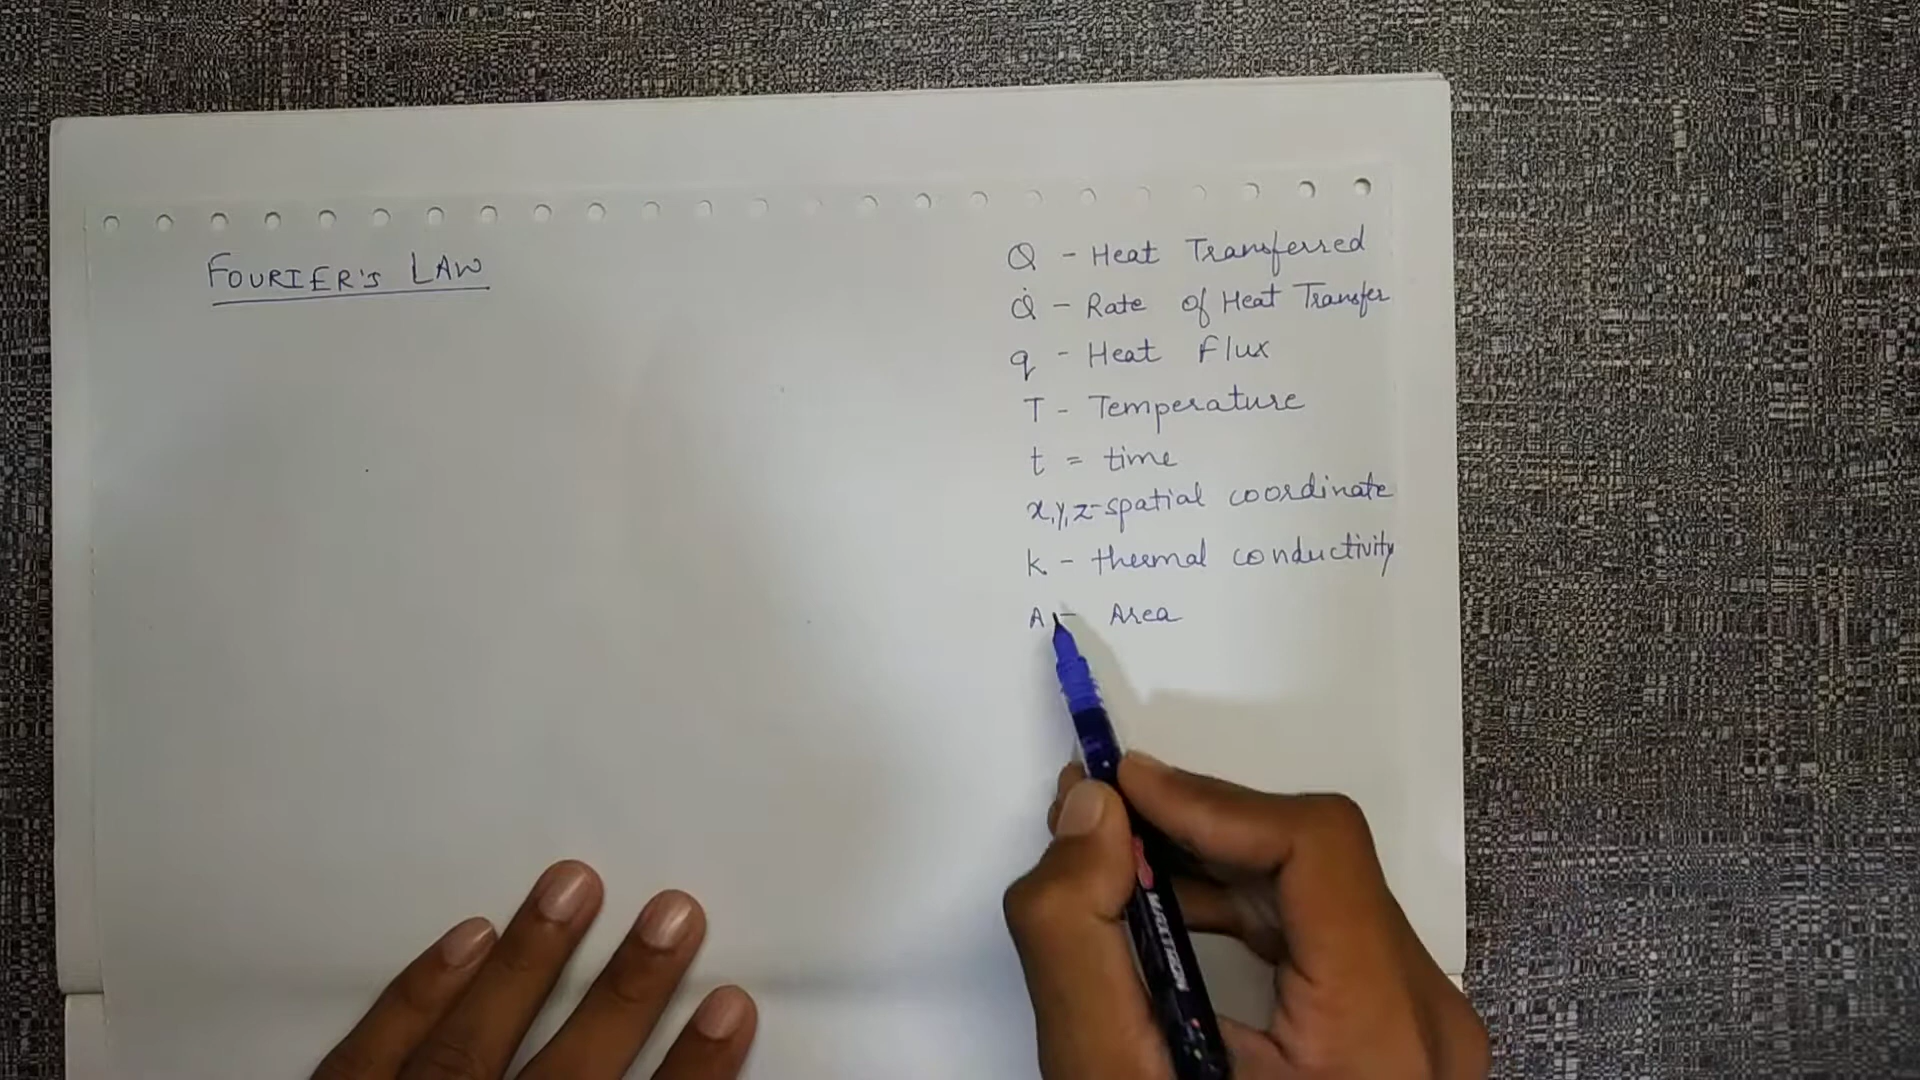 FOURIER'S LAW
Q - Heat Transferred
Q̇ - Rate of Heat Transfer
q - Heat Flux
T - Temperature
t = time
x,y,z-spatial coordinate
k - thermal conductivity
A - Area